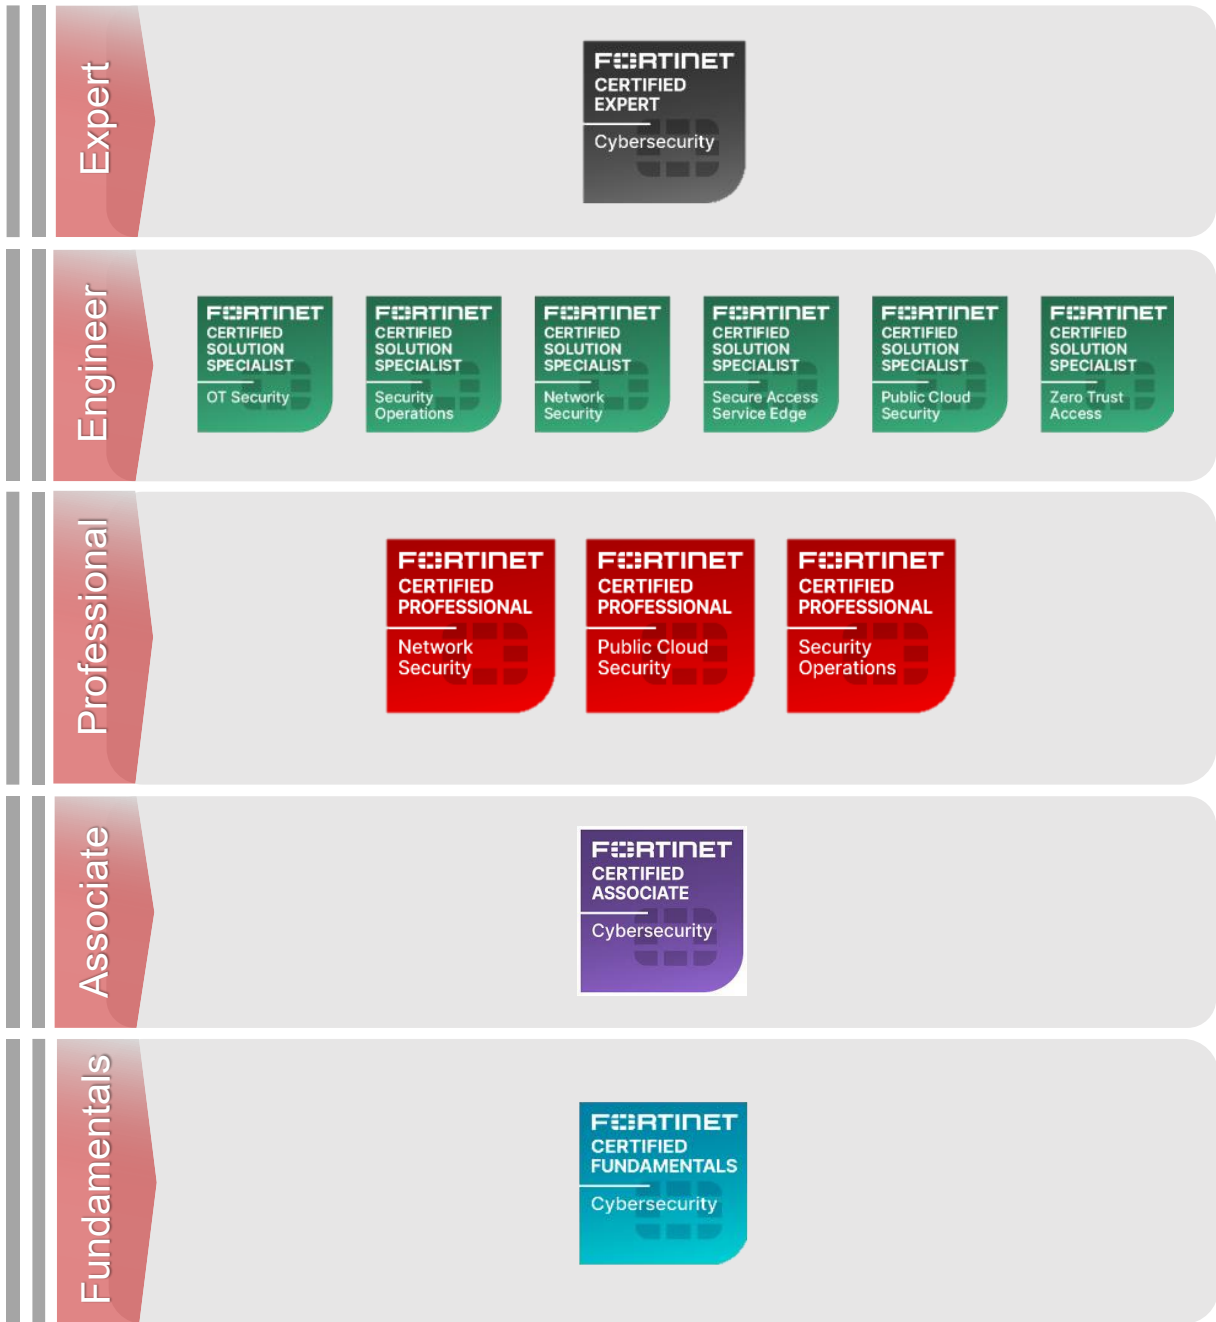 Expert
FORTINET
CERTIFIED
EXPERT
Cybersecurity
Engineer
FORTINET
CERTIFIED
SOLUTION
SPECIALIST
OT Security
FORTINET
CERTIFIED
SOLUTION
SPECIALIST
Security
Operations
FORTINET
CERTIFIED
SOLUTION
SPECIALIST
Network
Security
FORTINET
CERTIFIED
SOLUTION
SPECIALIST
Secure Access
Service Edge
FORTINET
CERTIFIED
SOLUTION
SPECIALIST
Public Cloud
Security
FORTINET
CERTIFIED
SOLUTION
SPECIALIST
Zero Trust
Access
Professional
FORTINET
CERTIFIED
PROFESSIONAL
Network
Security
FORTINET
CERTIFIED
PROFESSIONAL
Public Cloud
Security
FORTINET
CERTIFIED
PROFESSIONAL
Security
Operations
Associate
FORTINET
CERTIFIED
ASSOCIATE
Cybersecurity
Fundamentals
FORTINET
CERTIFIED
FUNDAMENTALS
Cybersecurity